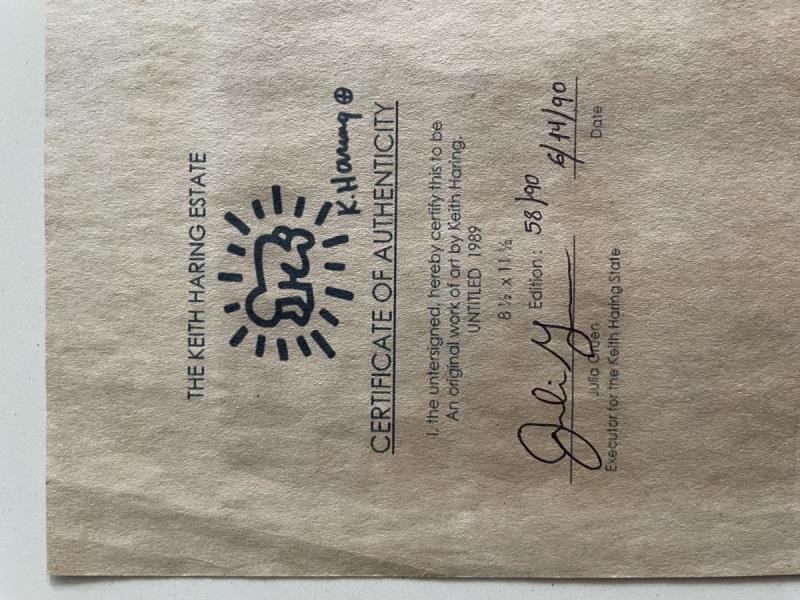 THE KEITH HARING ESTATE
K. Haring ⊕
CERTIFICATE OF AUTHENTICITY
I, the untersigned, hereby certify this to be
An original work of art by Keith Haring.
UNTITLED 1989
8 ½ x 11 ½
Edition : 58/90
6/14/90
Julia Gruen
Date
Executor for the Keith Haring State